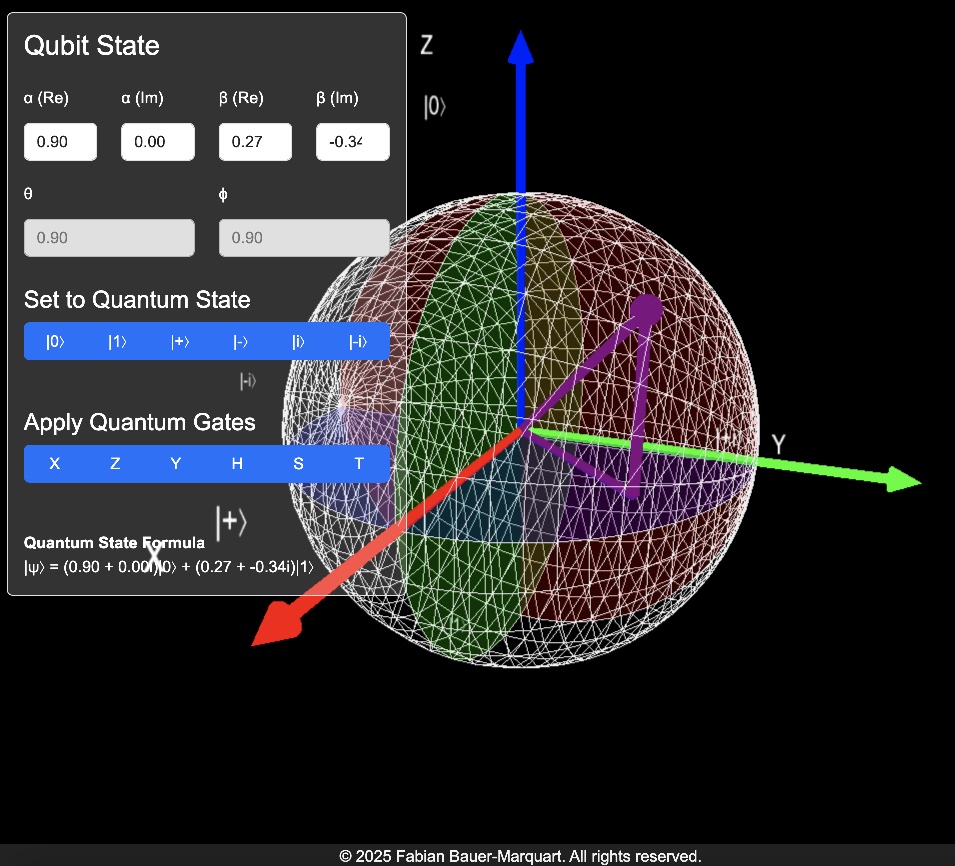 Qubit State
α (Re) α (Im) β (Re) β (Im)
0.90 0.00 0.27 -0.34
θ ϕ
0.90 0.90
Set to Quantum State
|0⟩ |1⟩ |+⟩ |-⟩ |i⟩ |-i⟩
|-i⟩
Apply Quantum Gates
X Z Y H S T
|+⟩
X
Quantum State Formula
|ψ⟩ = (0.90 + 0.00i)|0⟩ + (0.27 + -0.34i)|1⟩
Z
|0⟩
Y
© 2025 Fabian Bauer-Marquart. All rights reserved.